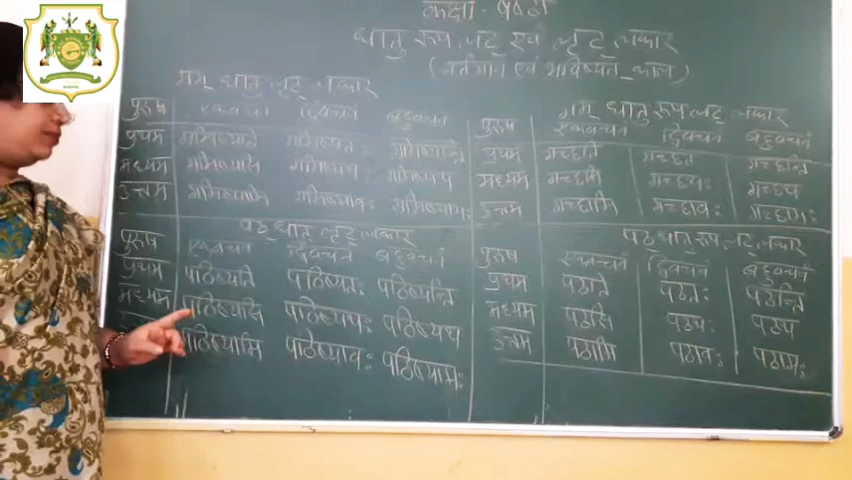 कक्षा - षष्ठी
धातु रूप लट् एवं लृट् लकार
(वर्तमान एवं भविष्यत् काल)
गम् धातु लृट् लकार
पुरुष एकवचनं द्विवचनं बहुवचनं
प्रथम गमिष्यति गमिष्यतः गमिष्यन्ति
मध्यम गमिष्यसि गमिष्यथः गमिष्यथ
उत्तम गमिष्यामि गमिष्यावः गमिष्यामः
पठ् धातु लृट् लकार
पुरुष एकवचनं द्विवचनं बहुवचनं
प्रथम पठिष्यति पठिष्यतः पठिष्यन्ति
मध्यम पठिष्यसि पठिष्यथः पठिष्यथ
पठिष्यामि पठिष्यावः पठिष्यामः
गम् धातु रूप लट् लकार
पुरुष एकवचनं द्विवचनं बहुवचनं
प्रथम गच्छति गच्छतः गच्छन्ति
मध्यम गच्छसि गच्छथः गच्छथ
उत्तम गच्छामि गच्छावः गच्छामः
पठ धातु रूप लट् लकार
पुरुष एकवचनं द्विवचनं बहुवचनं
प्रथम पठति पठतः पठन्ति
मध्यम पठसि पठथः पठथ
उत्तम पठामि पठावः पठामः